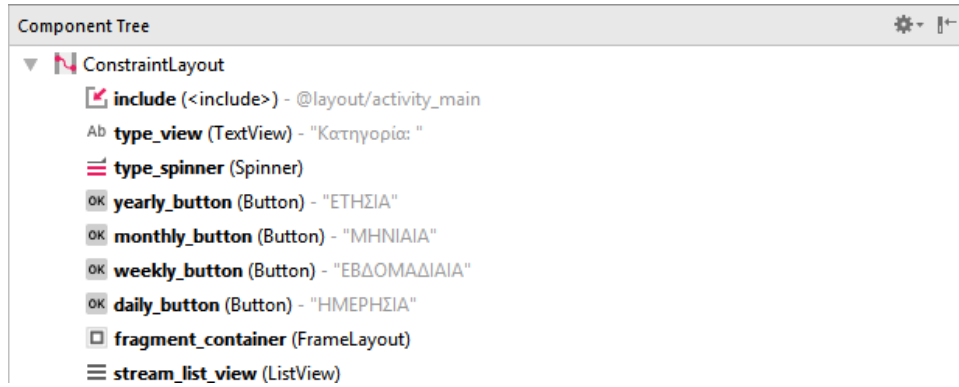 Component Tree
ConstraintLayout
include (<include>) - @layout/activity_main
Ab type_view (TextView) - "Κατηγορία: "
type_spinner (Spinner)
OK yearly_button (Button) - "ΕΤΗΣΙΑ"
OK monthly_button (Button) - "ΜΗΝΙΑΙΑ"
OK weekly_button (Button) - "ΕΒΔΟΜΑΔΙΑΙΑ"
OK daily_button (Button) - "ΗΜΕΡΗΣΙΑ"
fragment_container (FrameLayout)
stream_list_view (ListView)